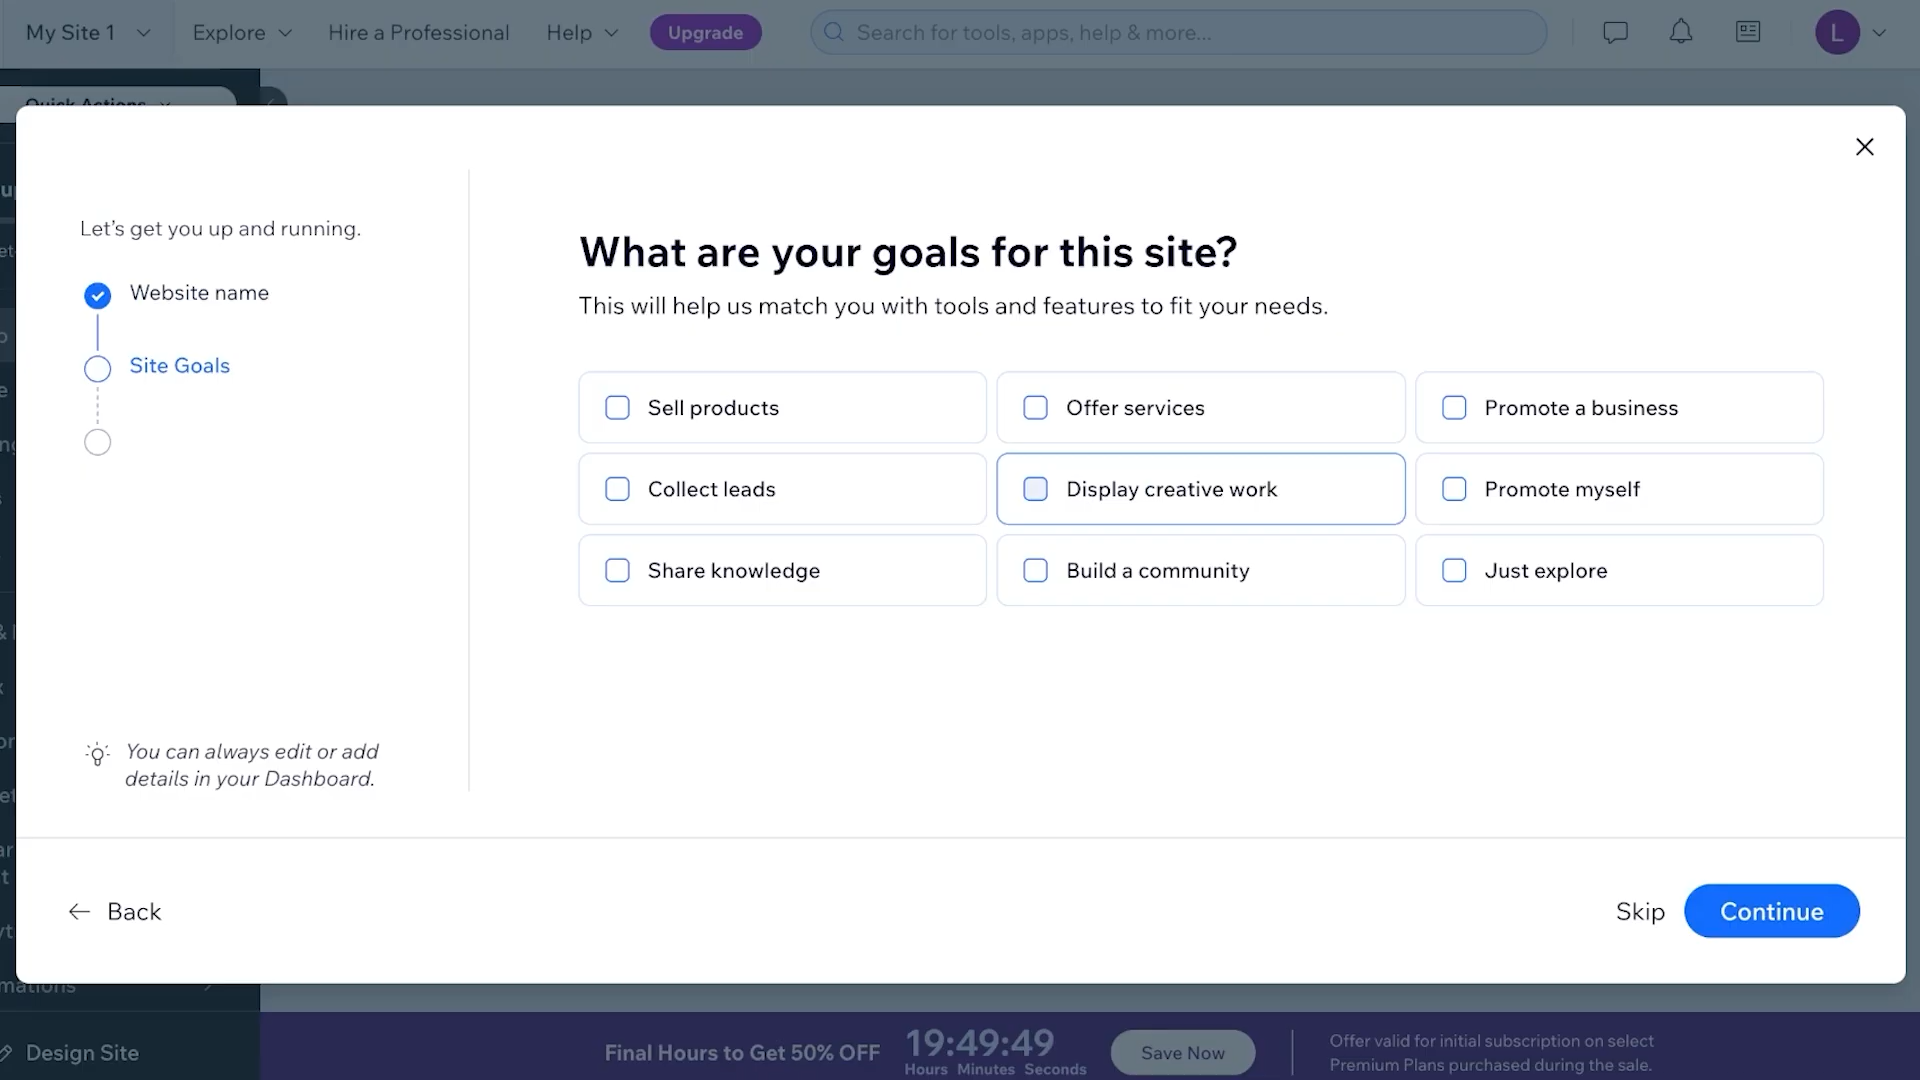 My Site 1
Explore
Hire a Professional
Help
Upgrade
Search for tools, apps, help & more...
L
Quick Actions
Let's get you up and running.
Website name
Site Goals
You can always edit or add
details in your Dashboard.
What are your goals for this site?
This will help us match you with tools and features to fit your needs.
Sell products
Offer services
Promote a business
Collect leads
Display creative work
Promote myself
Share knowledge
Build a community
Just explore
Back
Skip
Continue
Design Site
Final Hours to Get 50% OFF
19:49:49
Hours Minutes Seconds
Save Now
Offer valid for initial subscription on select
Premium Plans purchased during the sale.